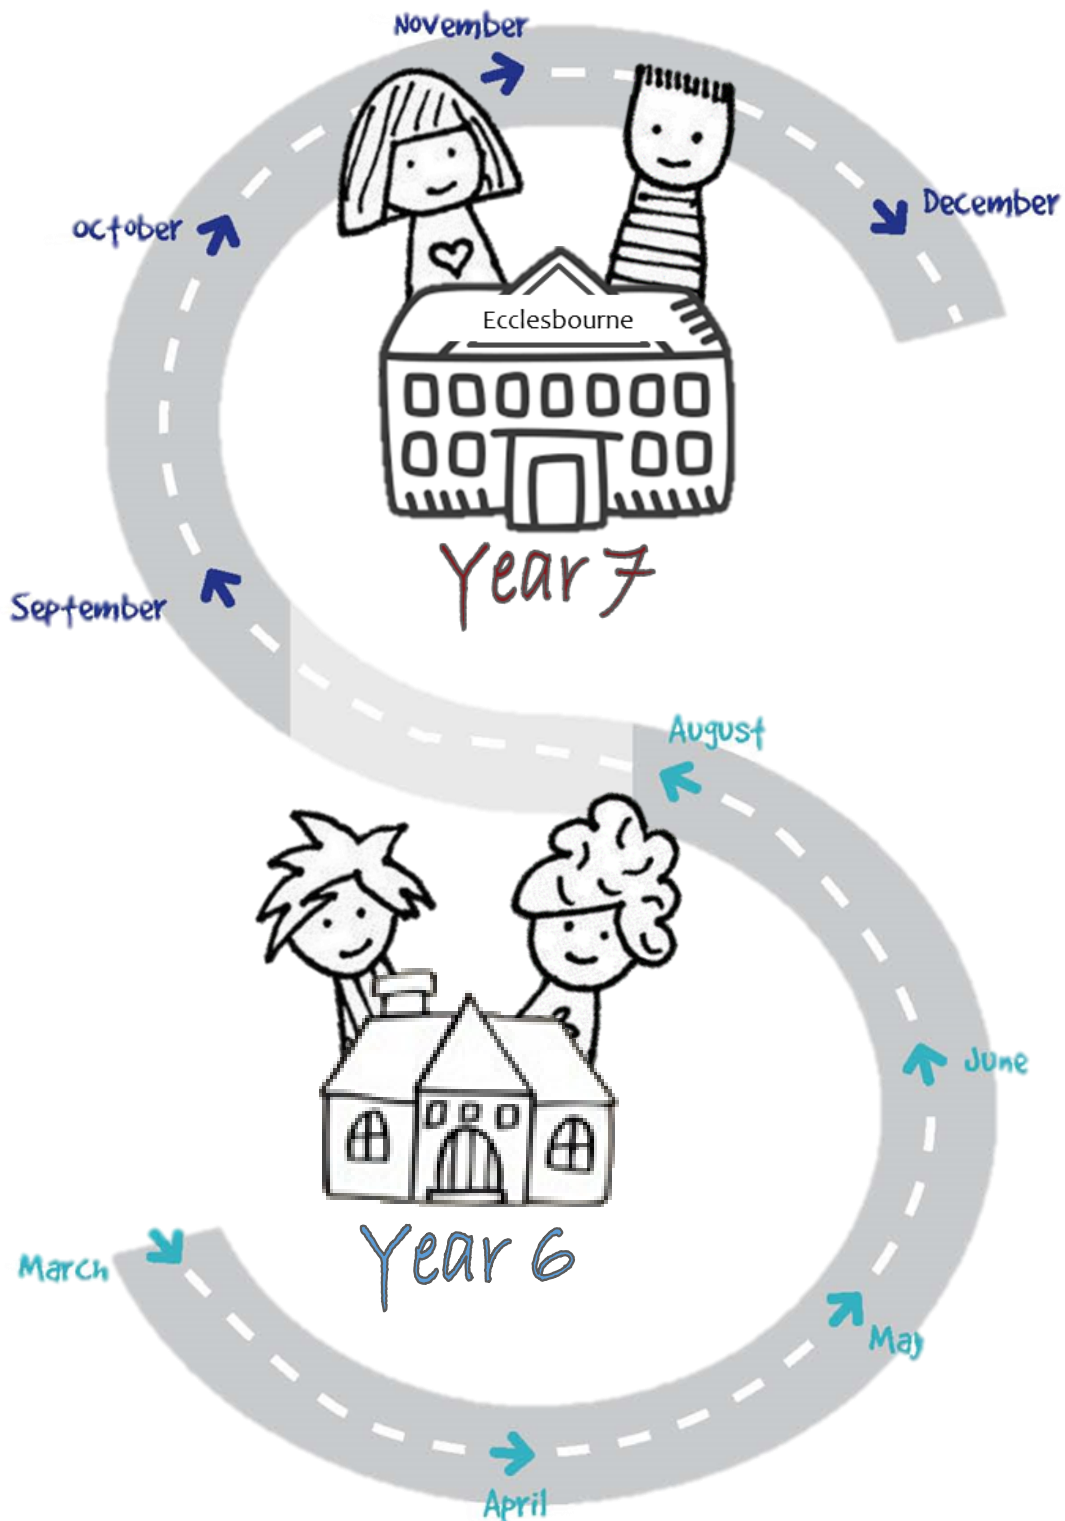 November
December
October
Ecclesbourne
Year 7
September
August
June
Year 6
March
May
April